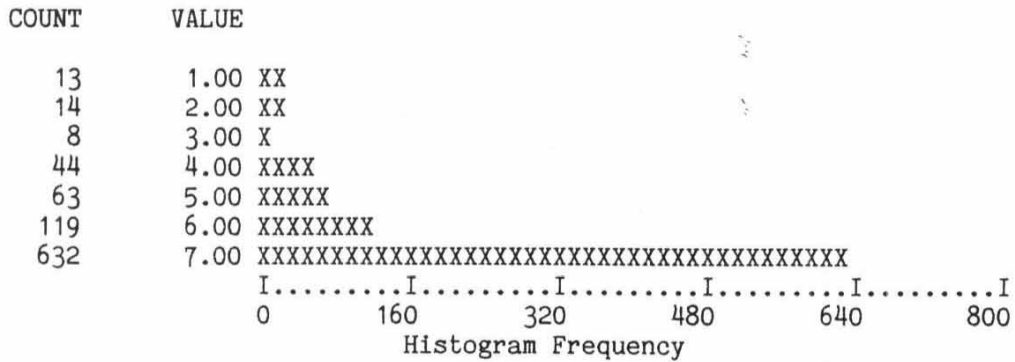 COUNT VALUE
13 1.00 XX
14 2.00 XX
8 3.00 X
44 4.00 XXXX
63 5.00 XXXXX
119 6.00 XXXXXXXX
632 7.00 XXXXXXXXXXXXXXXXXXXXXXXXXXXXXXXXXXXXXXXXX
I.........I.........I.........I.........I.........I
0 160 320 480 640 800
Histogram Frequency